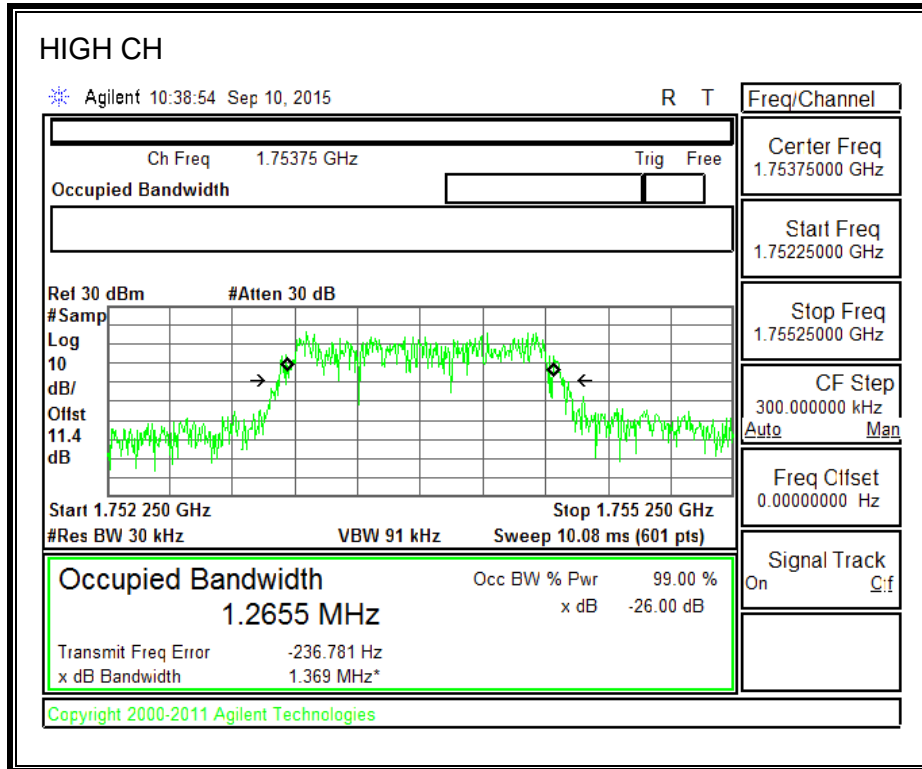 HIGH CH
Agilent 10:38:54 Sep 10, 2015 R T
Freq/Channel
Ch Freq 1.75375 GHz Trig Free
Occupied Bandwidth
Center Freq
1.75375000 GHz
Start Freq
1.75225000 GHz
Stop Freq
1.75525000 GHz
CF Step
300.000000 kHz
Auto Man
Freq Offset
0.00000000 Hz
Signal Track
On Off
Ref 30 dBm #Atten 30 dB
#Samp
Log
10
dB/
Offst
11.4
dB
Start 1.752 250 GHz Stop 1.755 250 GHz
#Res BW 30 kHz VBW 91 kHz Sweep 10.08 ms (601 pts)
Occupied Bandwidth Occ BW % Pwr 99.00 %
1.2655 MHz x dB -26.00 dB
Transmit Freq Error -236.781 Hz
x dB Bandwidth 1.369 MHz*
Copyright 2000-2011 Agilent Technologies